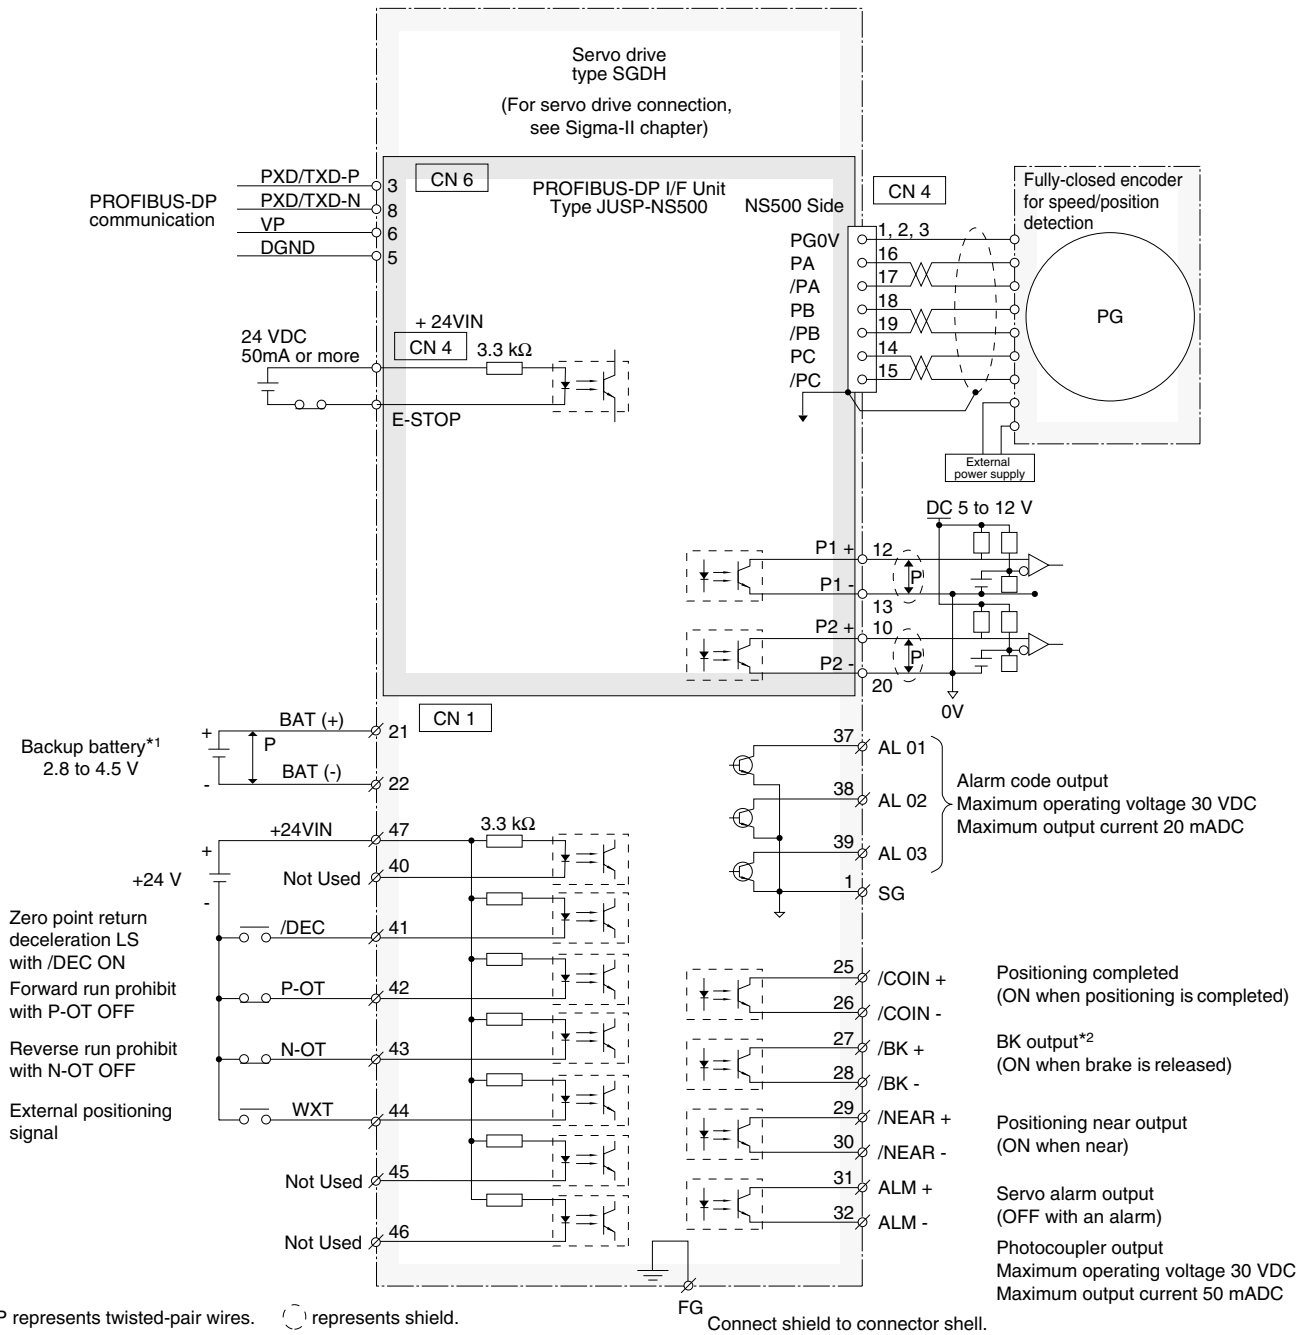 Servo drive
type SGDH
(For servo drive connection,
see Sigma-II chapter)
PROFIBUS-DP
communication
PXD/TXD-P
3
PXD/TXD-N
8
VP
6
DGND
5
CN 6
PROFIBUS-DP I/F Unit
Type JUSP-NS500
NS500 Side
CN 4
PG0V
1, 2, 3
PA
16
/PA
17
PB
18
/PB
19
PC
14
/PC
15
Fully-closed encoder
for speed/position
detection
PG
External
power supply
24 VDC
50mA or more
+ 24VIN
CN 4
3.3 kΩ
E-STOP
DC 5 to 12 V
P1 +
12
P
P1 -
13
P2 +
10
P
P2 -
20
0V
CN 1
Backup battery*1
2.8 to 4.5 V
+
-
BAT (+)
21
P
BAT (-)
22
+24 V
+
-
+24VIN
47
3.3 kΩ
Not Used
40
Zero point return
deceleration LS
with /DEC ON
/DEC
41
Forward run prohibit
with P-OT OFF
P-OT
42
Reverse run prohibit
with N-OT OFF
N-OT
43
External positioning
signal
WXT
44
Not Used
45
Not Used
46
37
AL 01
38
AL 02
39
AL 03
1
SG
Alarm code output
Maximum operating voltage 30 VDC
Maximum output current 20 mADC
25
/COIN +
26
/COIN -
Positioning completed
(ON when positioning is completed)
27
/BK +
28
/BK -
BK output*2
(ON when brake is released)
29
/NEAR +
30
/NEAR -
Positioning near output
(ON when near)
31
ALM +
32
ALM -
Servo alarm output
(OFF with an alarm)
Photocoupler output
Maximum operating voltage 30 VDC
Maximum output current 50 mADC
FG
Connect shield to connector shell.
P represents twisted-pair wires.
represents shield.